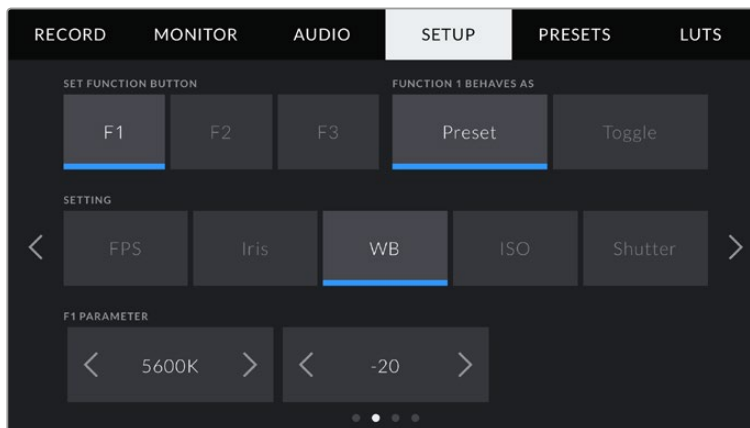 RECORD MONITOR AUDIO SETUP PRESETS LUTS
SET FUNCTION BUTTON FUNCTION 1 BEHAVES AS
F1 F2 F3 Preset Toggle
SETTING
FPS Iris WB ISO Shutter
F1 PARAMETER
5600K -20